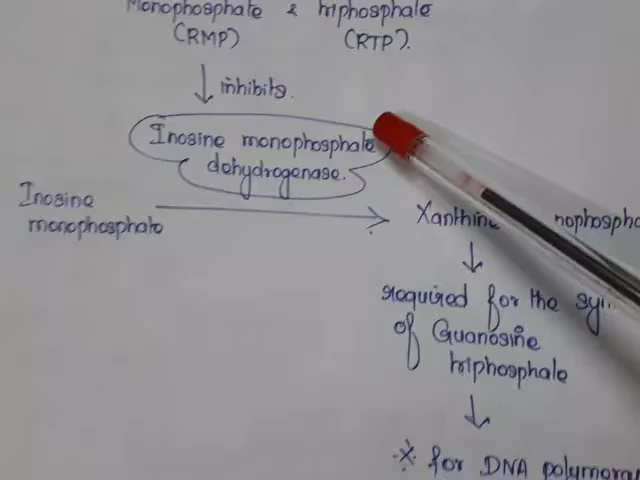 Monophosphate & triphosphate
(RMP) (RTP).
↓ inhibits.
Inosine monophosphate
dehydrogenase.
Inosine
monophosphate
→
Xanthine
↓
required for the
of Guanosine
triphosphate
↓
* for DNA